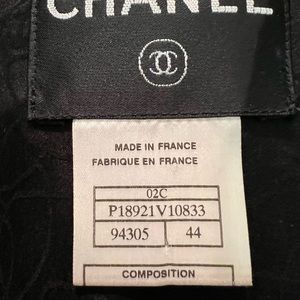 CHANEL
MADE IN FRANCE
FABRIQUE EN FRANCE
02C
P18921V10833
94305 44
COMPOSITION